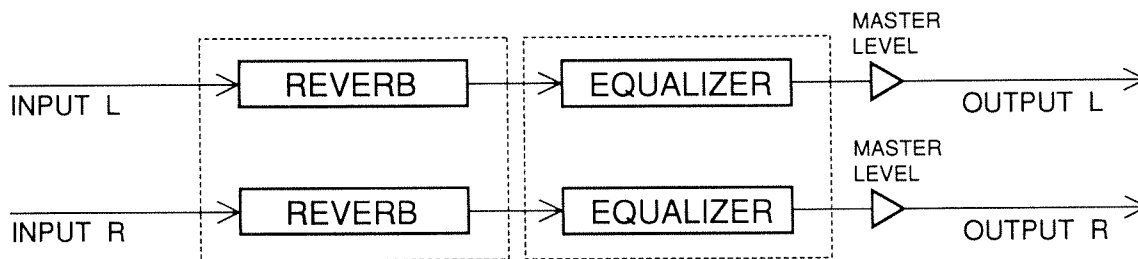 MASTER
LEVEL
REVERB
EQUALIZER
INPUT L
OUTPUT L
MASTER
LEVEL
REVERB
EQUALIZER
INPUT R
OUTPUT R